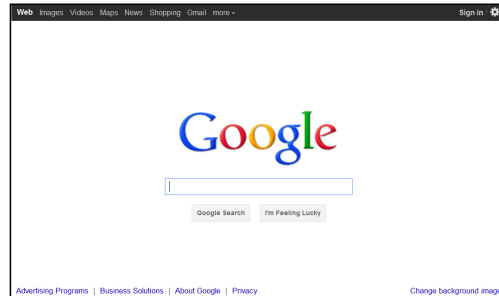 Web Images Videos Maps News Shopping Gmail more Sign in
Google
Google Search I'm Feeling Lucky
Advertising Programs | Business Solutions | About Google | Privacy Change background image